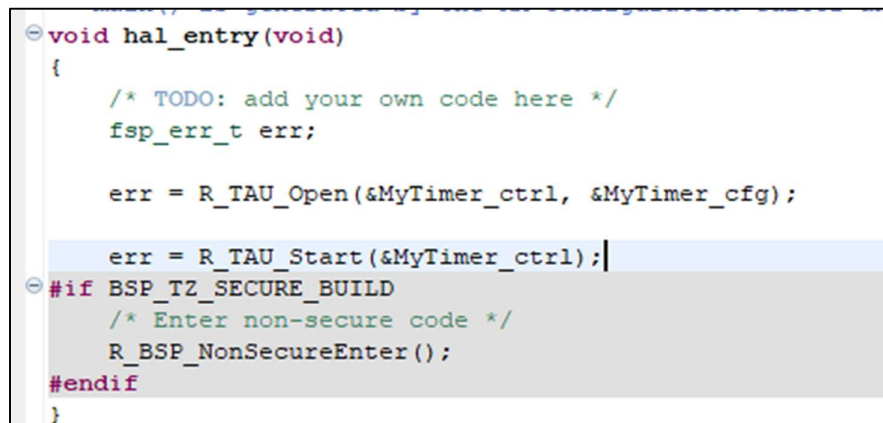 void hal_entry(void)
{
/* TODO: add your own code here */
fsp_err_t err;
err = R_TAU_Open(&MyTimer_ctrl, &MyTimer_cfg);
err = R_TAU_Start(&MyTimer_ctrl);
#if BSP_TZ_SECURE_BUILD
/* Enter non-secure code */
R_BSP_NonSecureEnter();
#endif
}